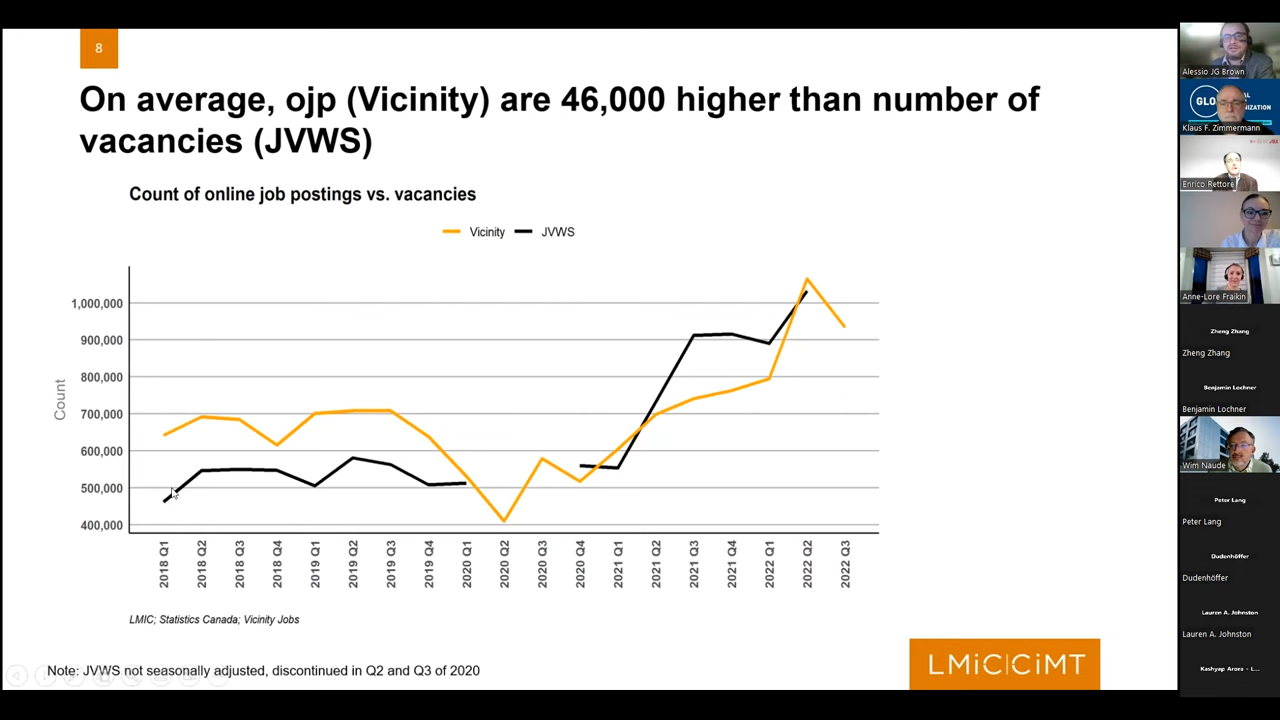 8
On average, ojp (Vicinity) are 46,000 higher than number of
vacancies (JVWS)
Count of online job postings vs. vacancies
Vicinity JVWS
1,000,000
900,000
800,000
700,000
600,000
500,000
400,000
Count
2018 Q1
2018 Q2
2018 Q3
2018 Q4
2019 Q1
2019 Q2
2019 Q3
2019 Q4
2020 Q1
2020 Q2
2020 Q3
2020 Q4
2021 Q1
2021 Q2
2021 Q3
2021 Q4
2022 Q1
2022 Q2
2022 Q3
LMIC; Statistics Canada; Vicinity Jobs
Note: JVWS not seasonally adjusted, discontinued in Q2 and Q3 of 2020
LMiC|CiMT
Alessio JG Brown
GLO
Klaus F. Zimmermann
Enrico Rettore
Anne-Lore Fraikin
Zheng Zhang
Zheng Zhang
Benjamin Lochner
Benjamin Lochner
Wim Naudé
Peter Lang
Peter Lang
Dudenhöffer
Dudenhöffer
Lauren A. Johnston
Lauren A. Johnston
Kashyap Arora - L...